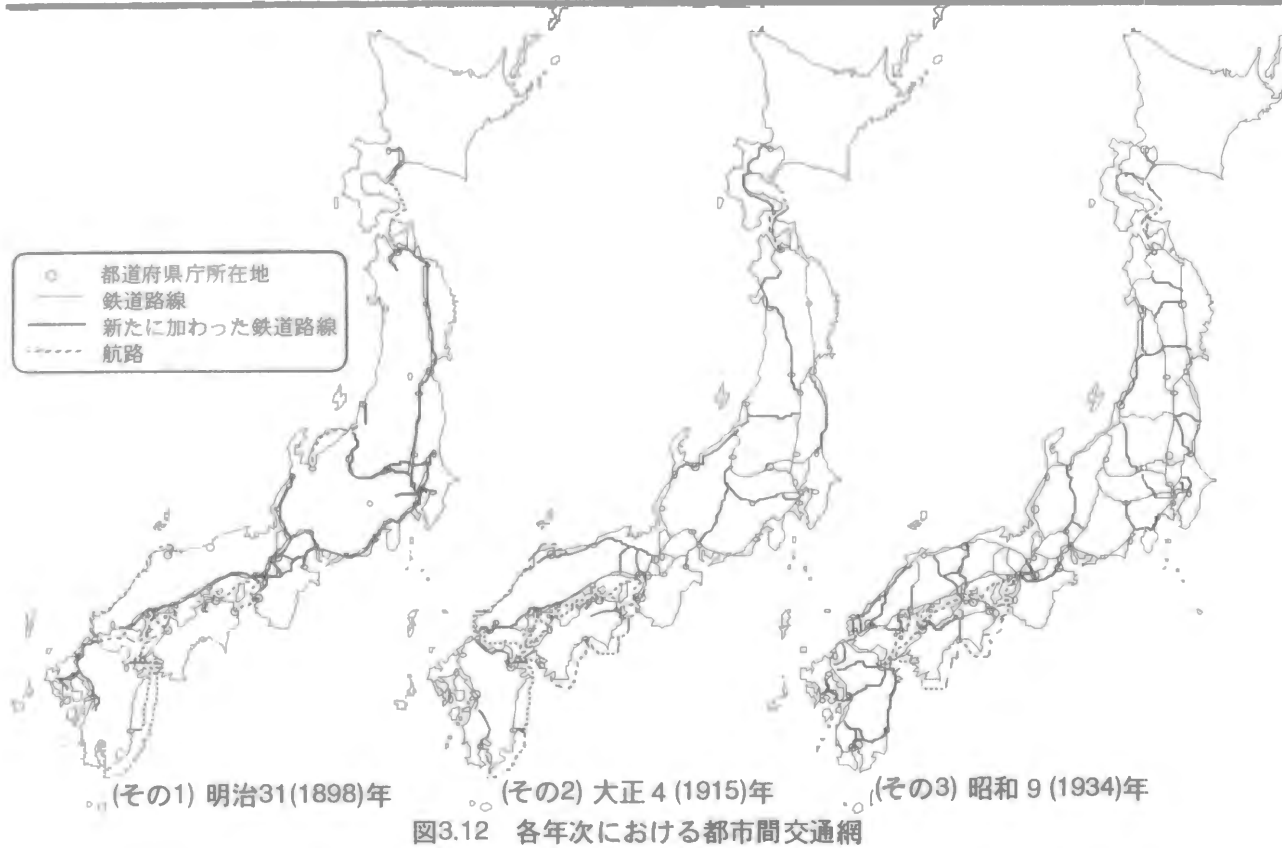 都道府県庁所在地
鉄道路線
新たに加わった鉄道路線
航路
(その1) 明治31(1898)年
(その2) 大正4(1915)年
(その3) 昭和9(1934)年
図3.12 各年次における都市間交通網